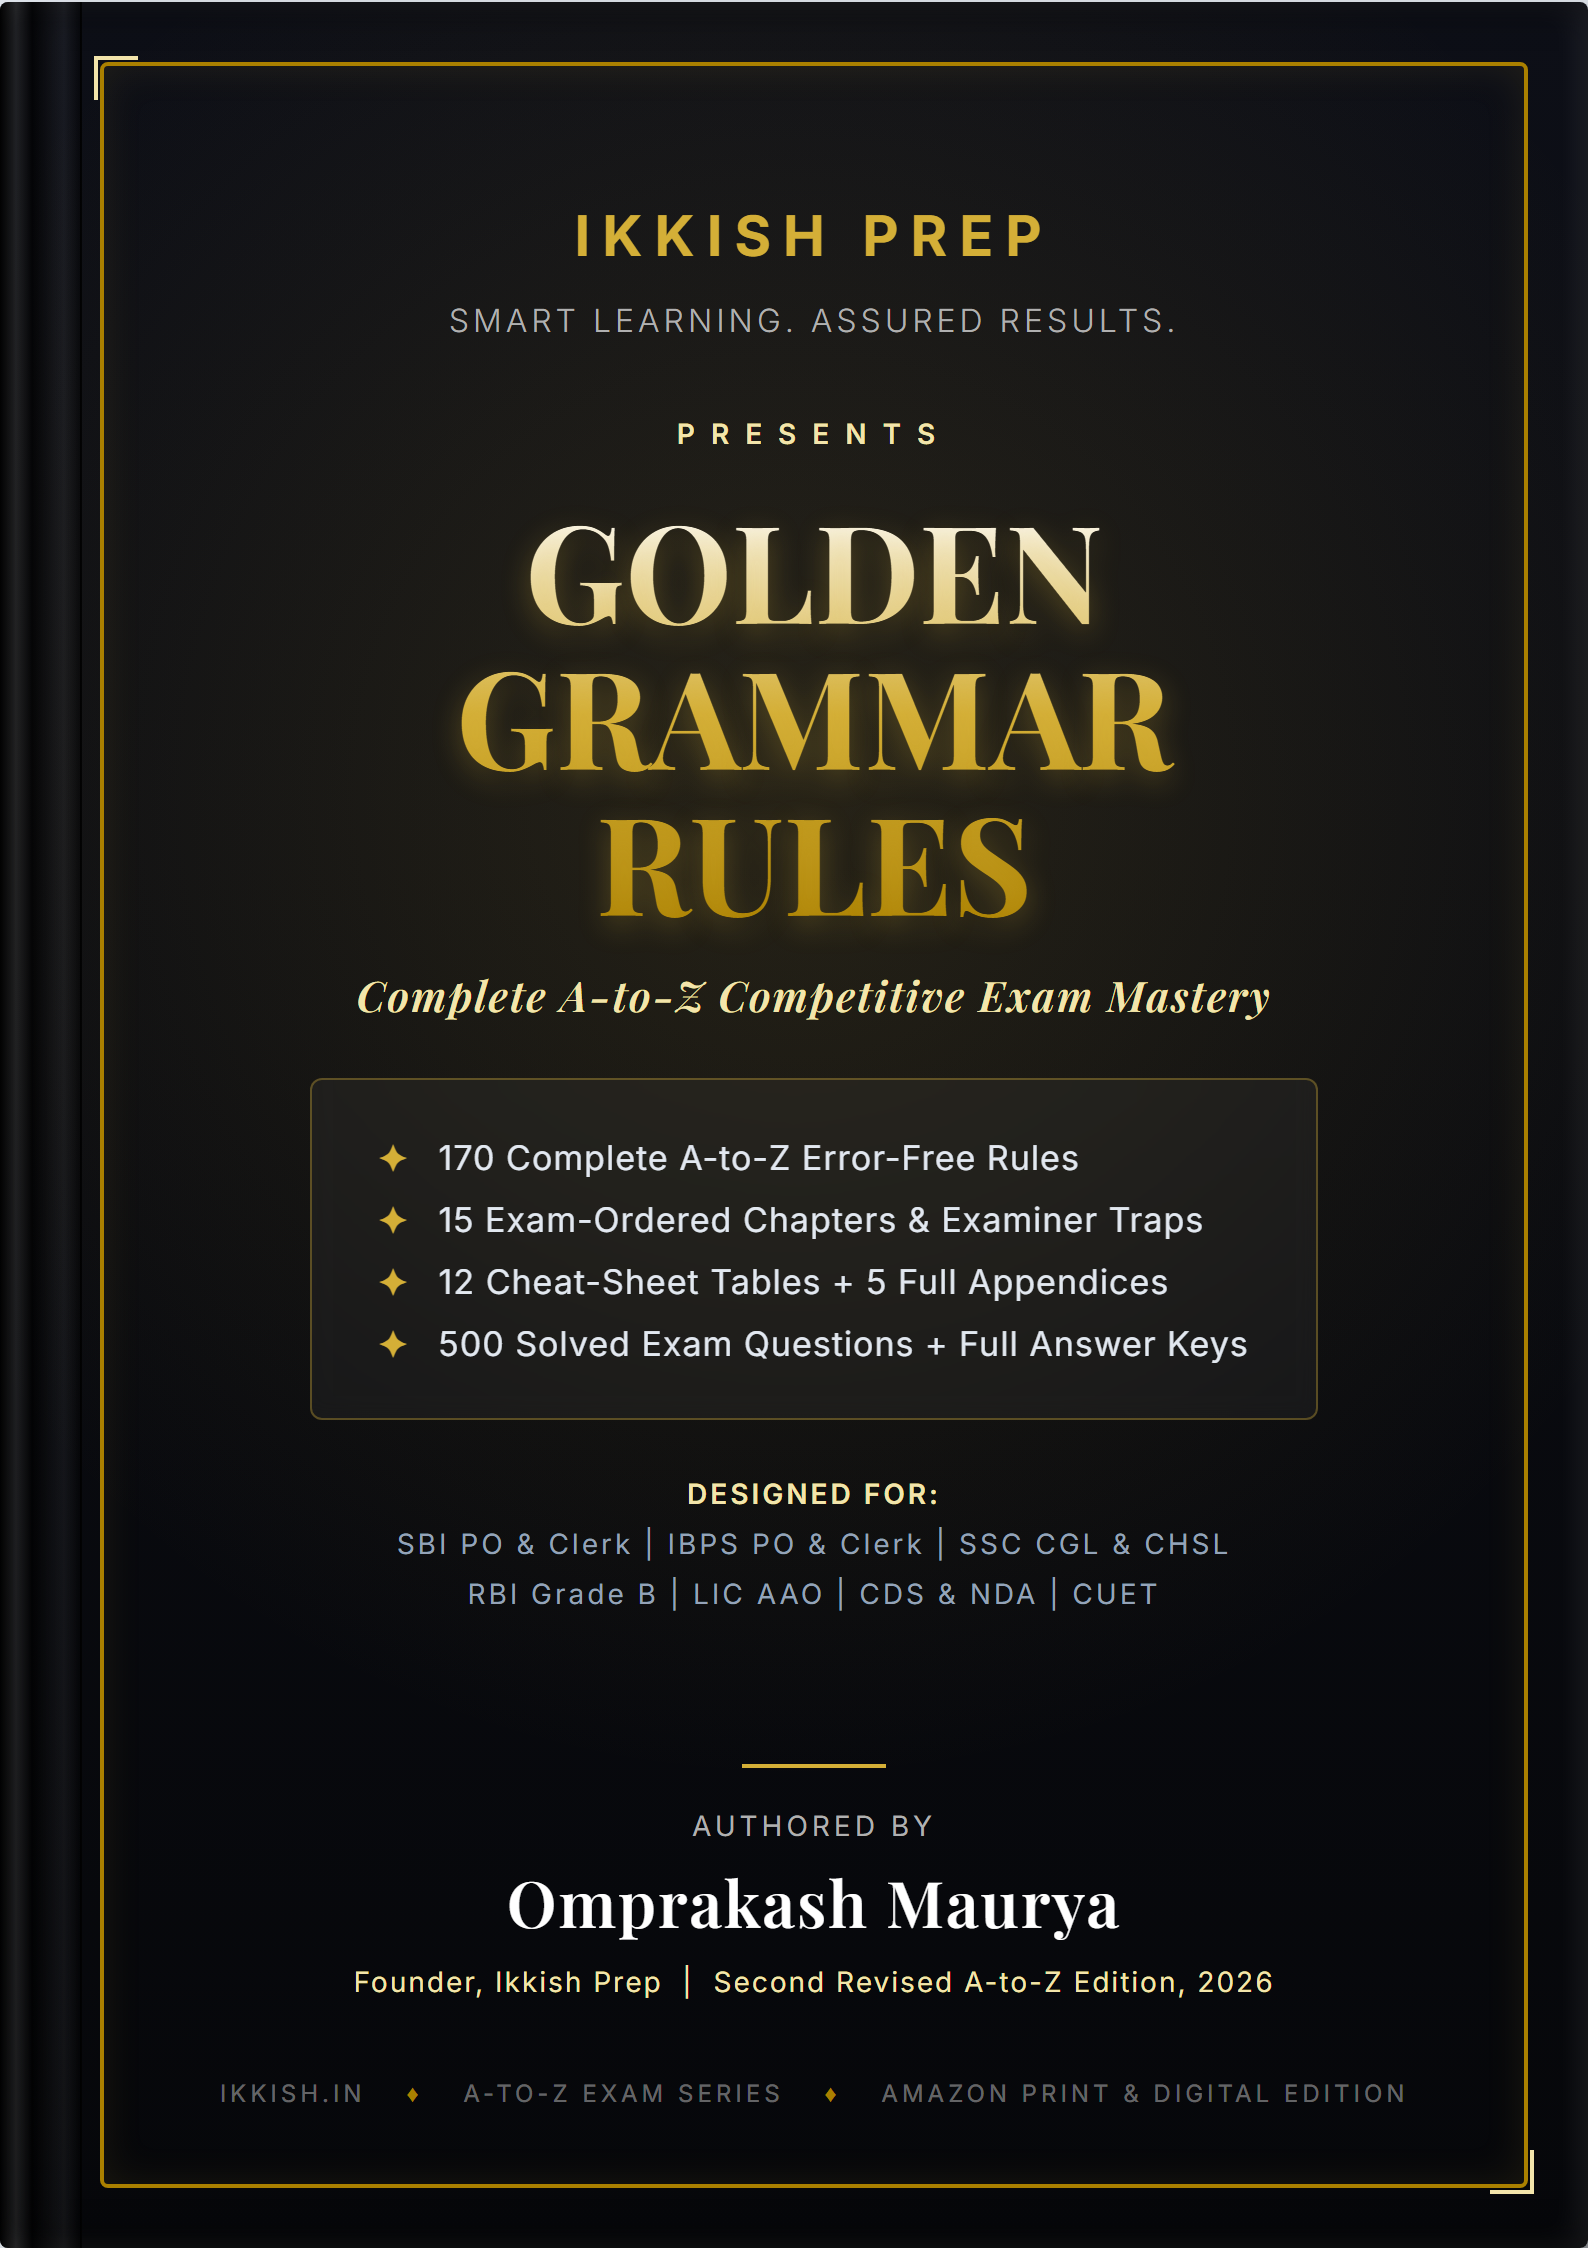 IKKISH PREP
SMART LEARNING. ASSURED RESULTS.
PRESENTS
GOLDEN
GRAMMAR
RULES
Complete A-to-Z Competitive Exam Mastery
✦ 170 Complete A-to-Z Error-Free Rules
✦ 15 Exam-Ordered Chapters & Examiner Traps
✦ 12 Cheat-Sheet Tables + 5 Full Appendices
✦ 500 Solved Exam Questions + Full Answer Keys
DESIGNED FOR:
SBI PO & Clerk | IBPS PO & Clerk | SSC CGL & CHSL
RBI Grade B | LIC AAO | CDS & NDA | CUET
AUTHORED BY
Omprakash Maurya
Founder, Ikkish Prep | Second Revised A-to-Z Edition, 2026
IKKISH.IN ♦ A-TO-Z EXAM SERIES ♦ AMAZON PRINT & DIGITAL EDITION